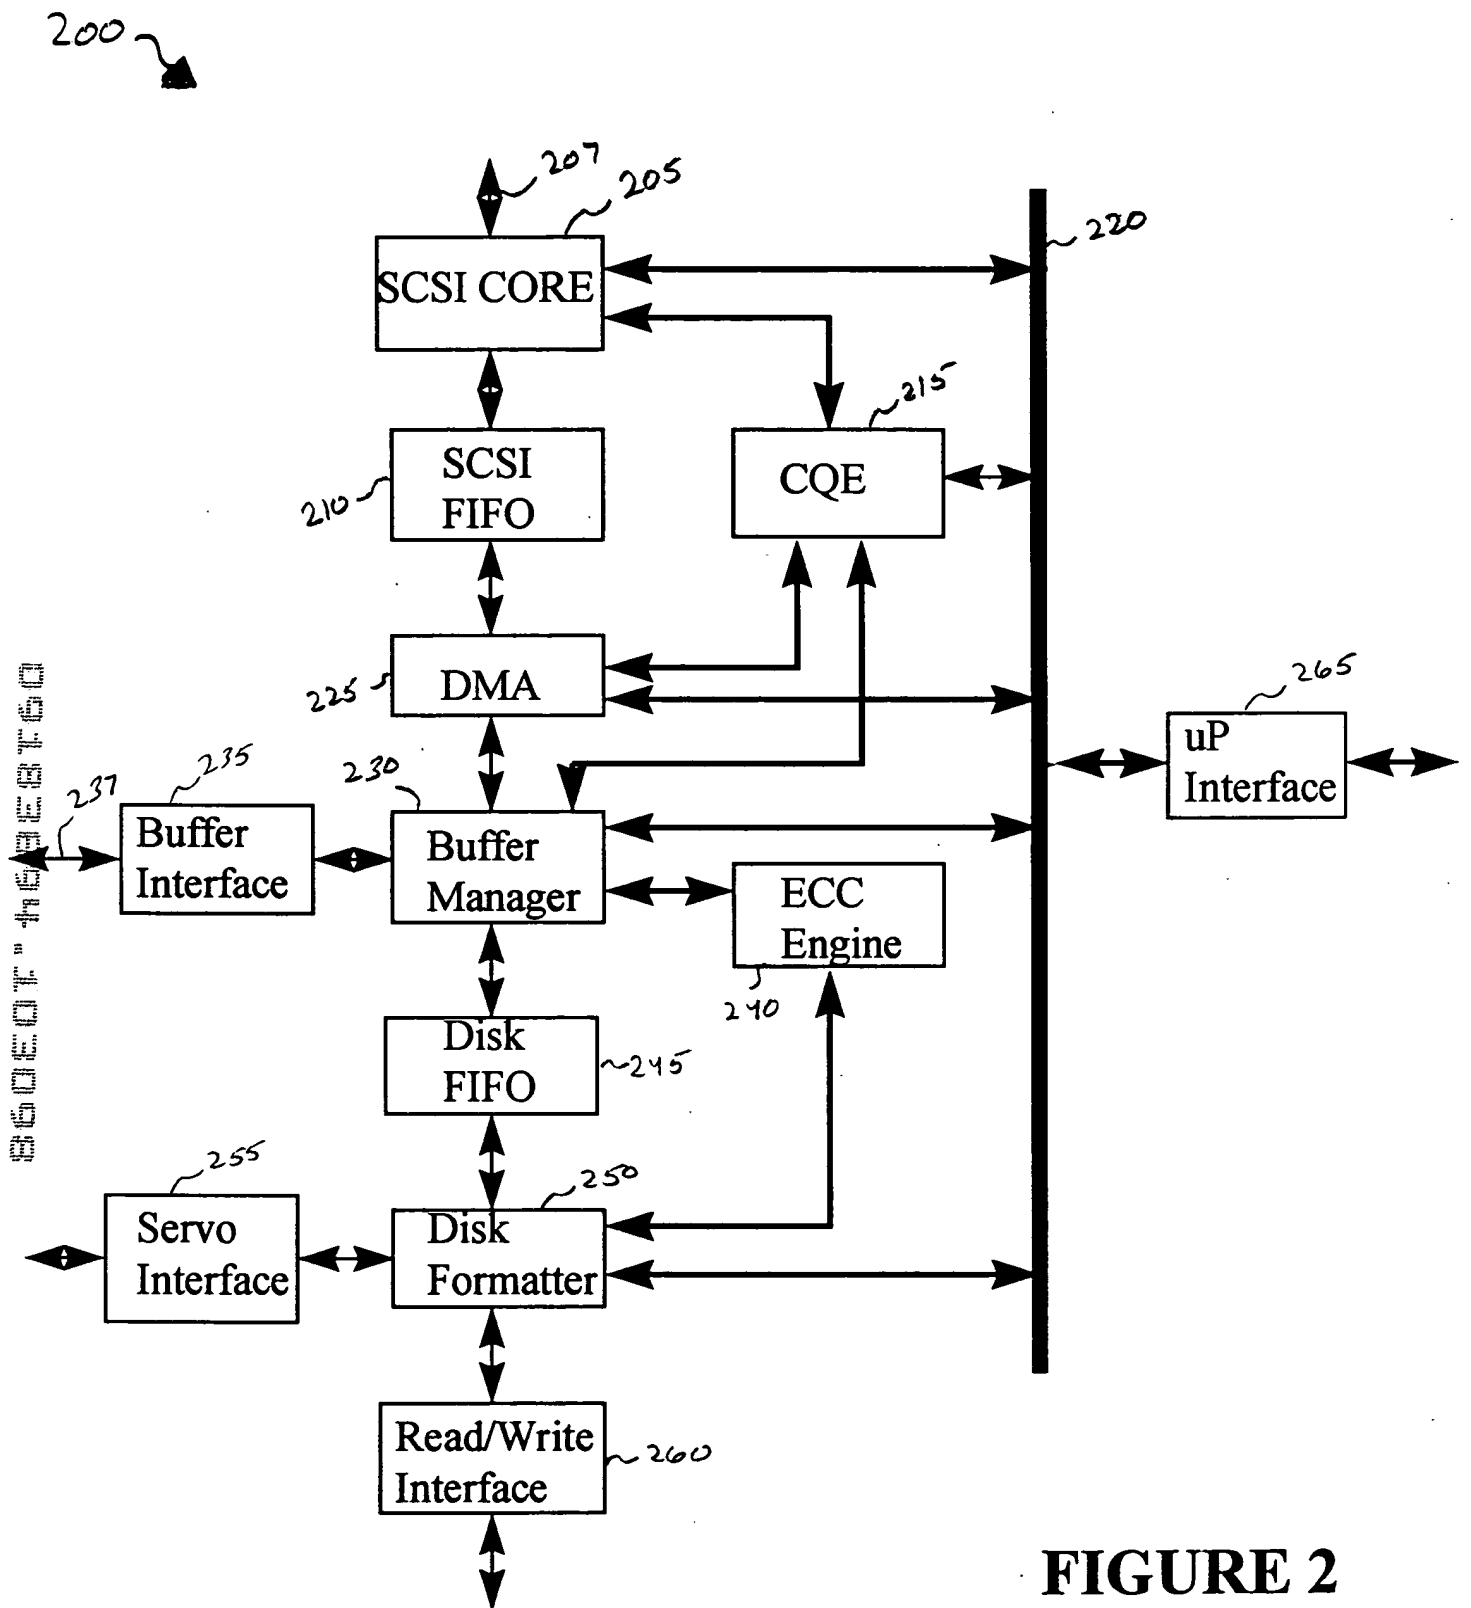 200
207
205
220
SCSI CORE
215
SCSI
FIFO
210
CQE
225
DMA
265
uP
Interface
235
230
237
Buffer
Interface
Buffer
Manager
ECC
Engine
240
Disk
FIFO
245
255
250
Servo
Interface
Disk
Formatter
Read/Write
Interface
260
FIGURE 2